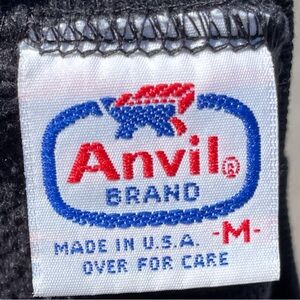 Anvil®
BRAND
MADE IN U.S.A. -M-
OVER FOR CARE